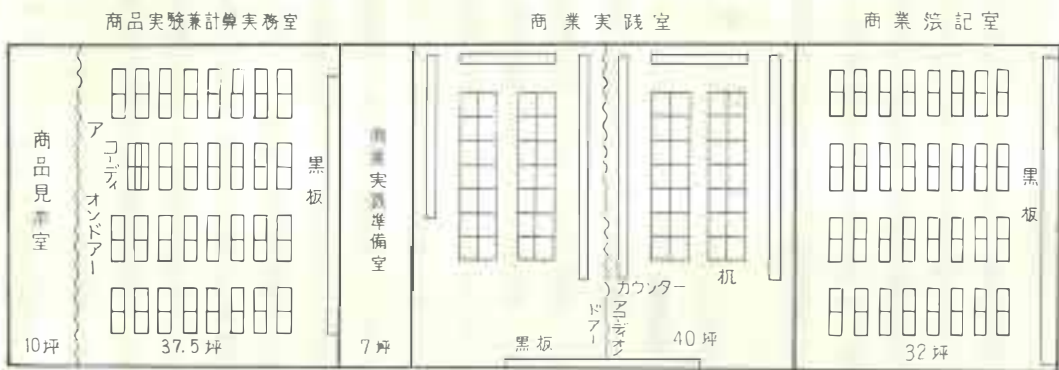 商品実験兼計算実務室
商業実践室
商業法記室
商品見本室
アコーディオンドアー
黒板
10坪
37.5坪
商業実践準備室
7坪
カウンター
机
アコーディオンドアー
黒板
40坪
黒板
32坪